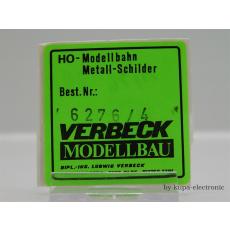 HO-Modellbahn
Metall-Schilder
Best.Nr.:
6276/4
VERBECK
MODELLBAU
DIPL.-ING. LUDWIG VERBECK
by kupa-electronic